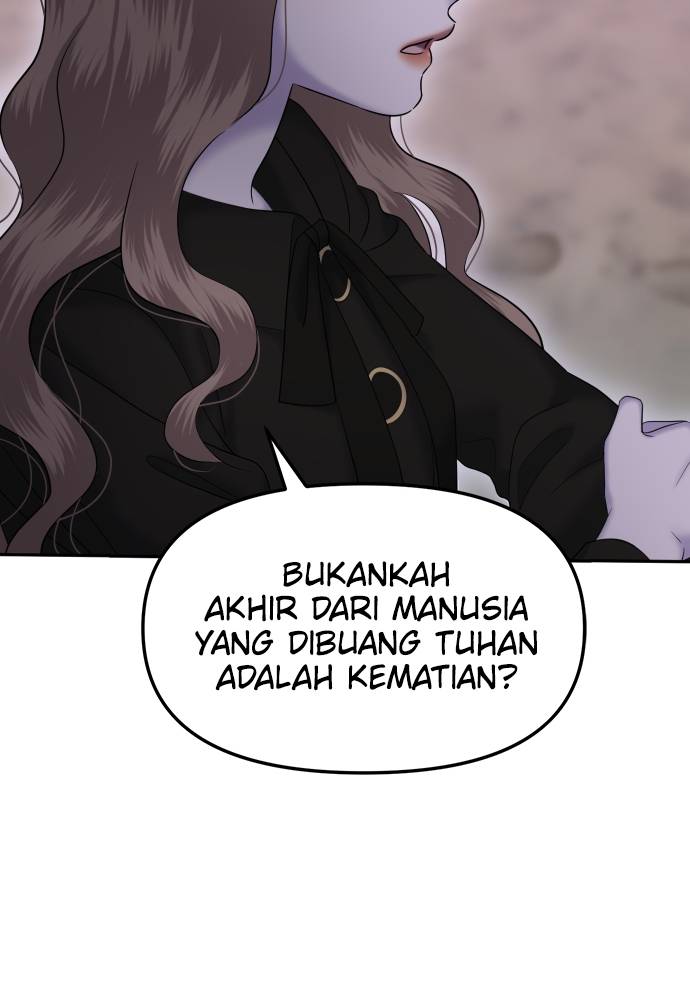 BUKANKAH
AKHIR DARI MANUSIA
YANG DIBUANG TUHAN
ADALAH KEMATIAN?